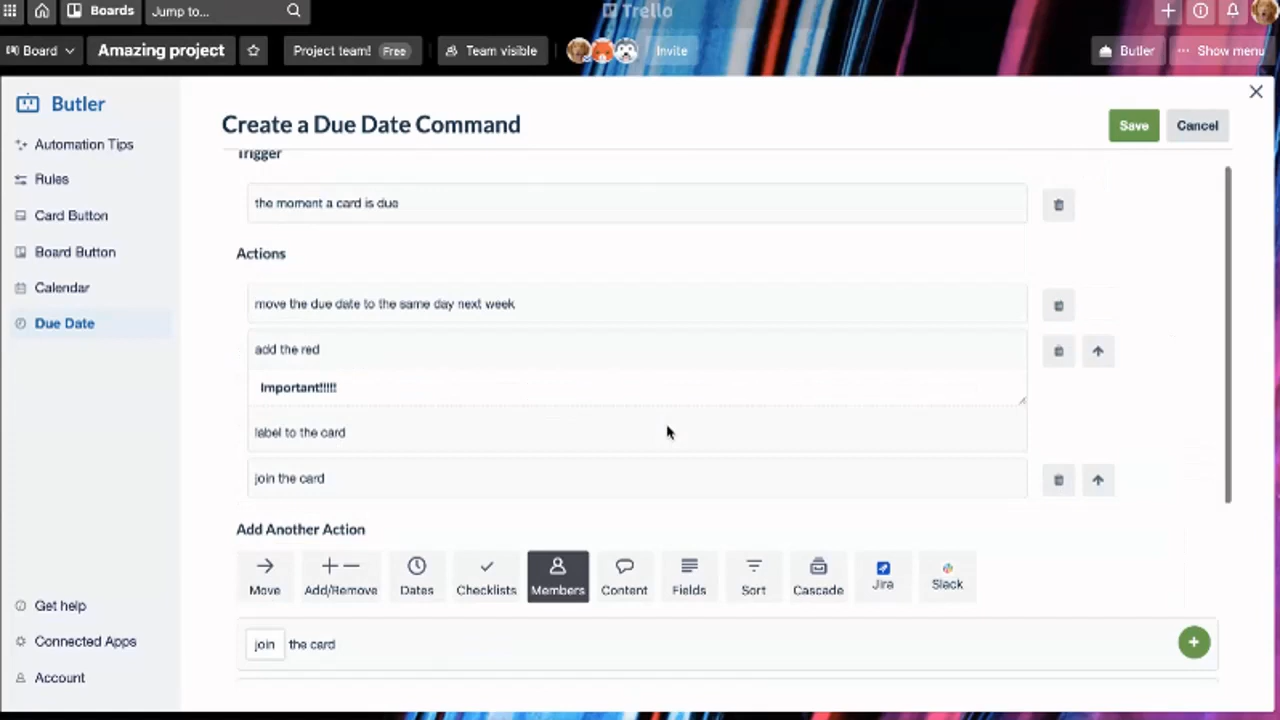 Boards
Jump to...
Trello
Board
Amazing project
Project team! Free
Team visible
Invite
Butler
Show menu
Butler
Create a Due Date Command
Save
Cancel
Automation Tips
Trigger
Rules
the moment a card is due
Card Button
Board Button
Actions
Calendar
move the due date to the same day next week
Due Date
add the red
Important!!!!!
label to the card
join the card
Add Another Action
Move
Add/Remove
Dates
Checklists
Members
Content
Fields
Sort
Cascade
Jira
Slack
Get help
Connected Apps
join the card
Account